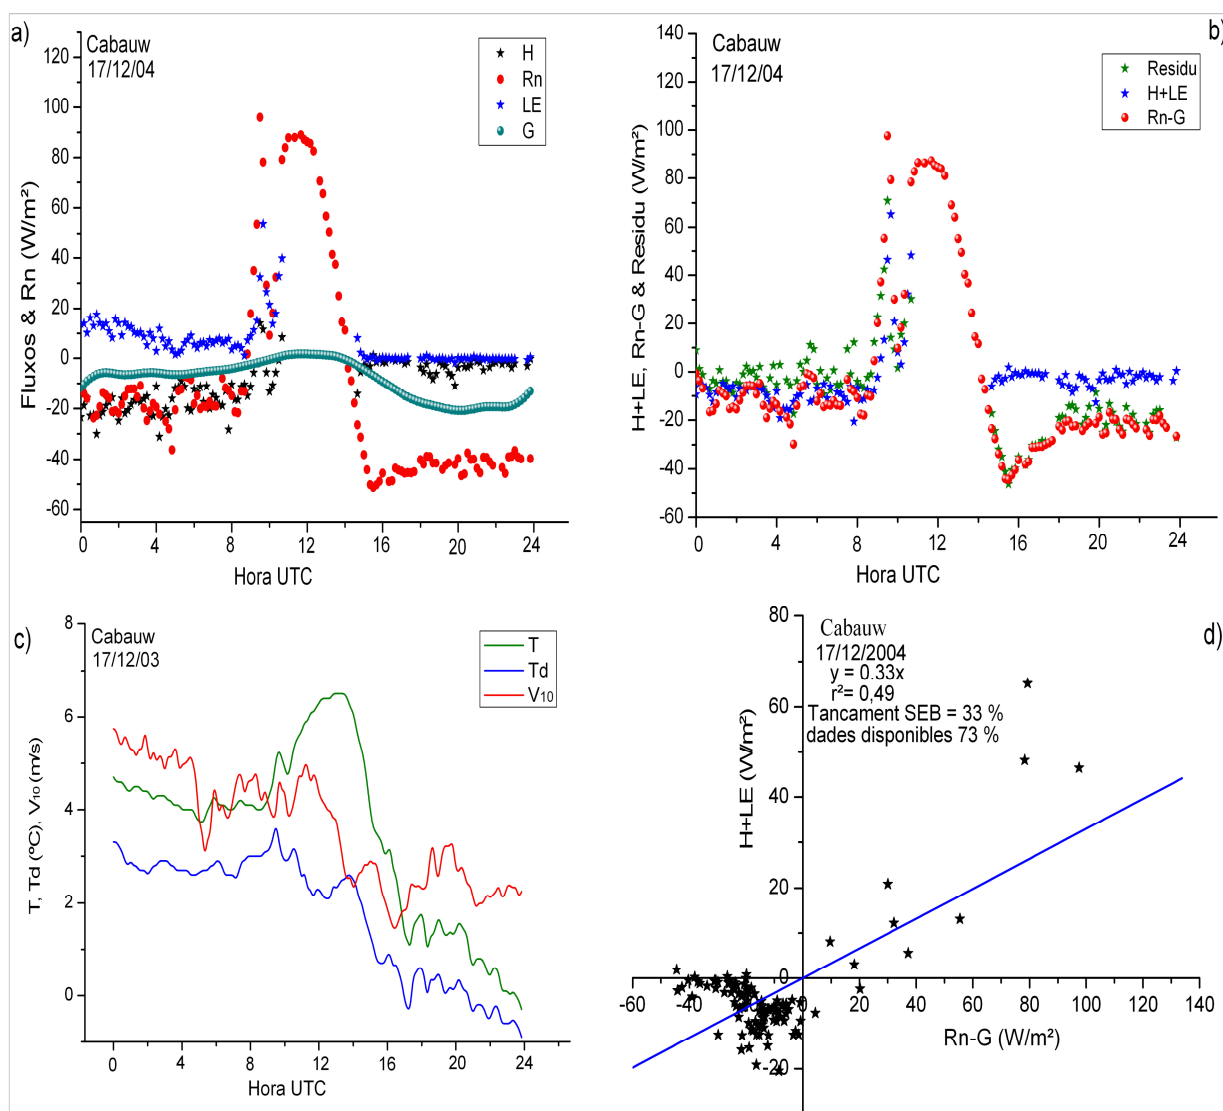 a)
Cabauw
17/12/04
H
Rn
LE
G
Fluxos & Rn (W/m²)
120
100
80
60
40
20
0
-20
-40
-60
0 4 8 12 16 20 24
Hora UTC
b)
Cabauw
17/12/04
Residu
H+LE
Rn-G
H+LE, Rn-G & Residu (W/m²)
140
120
100
80
60
40
20
0
-20
-40
-60
0 4 8 12 16 20 24
Hora UTC
c)
Cabauw
17/12/03
T
Td
V10
T, Td (ºC), V10 (m/s)
8
6
4
2
0
0 4 8 12 16 20 24
Hora UTC
d)
Cabauw
17/12/2004
y = 0.33x
r²= 0,49
Tancament SEB = 33 %
dades disponibles 73 %
H+LE (W/m²)
80
60
40
20
0
-20
-60 -40 -20 0 20 40 60 80 100 120 140
Rn-G (W/m²)